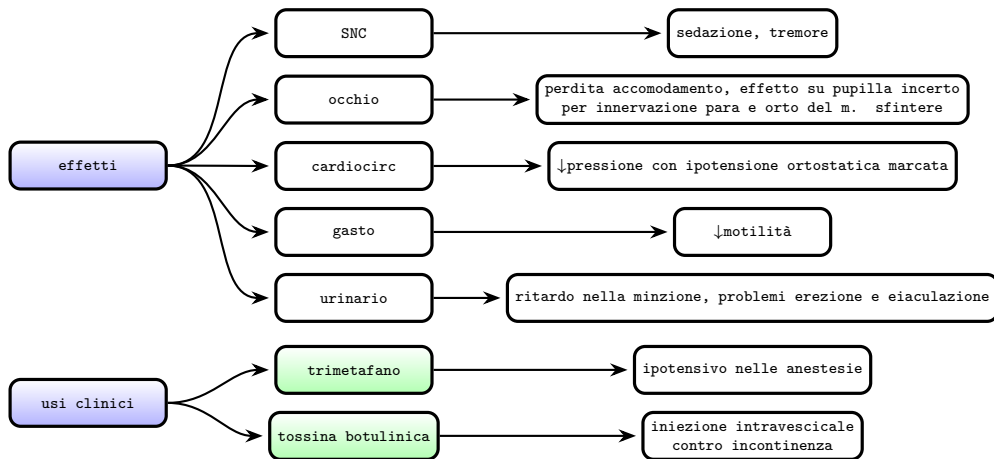 SNC
sedazione, tremore
occhio
perdita accomodamento, effetto su pupilla incerto
per innervazione para e orto del m. sfintere
effetti
cardiocirc
↓pressione con ipotensione ortostatica marcata
gasto
↓motilità
urinario
ritardo nella minzione, problemi erezione e eiaculazione
usi clinici
trimetafano
ipotensivo nelle anestesie
tossina botulinica
iniezione intravescicale
contro incontinenza